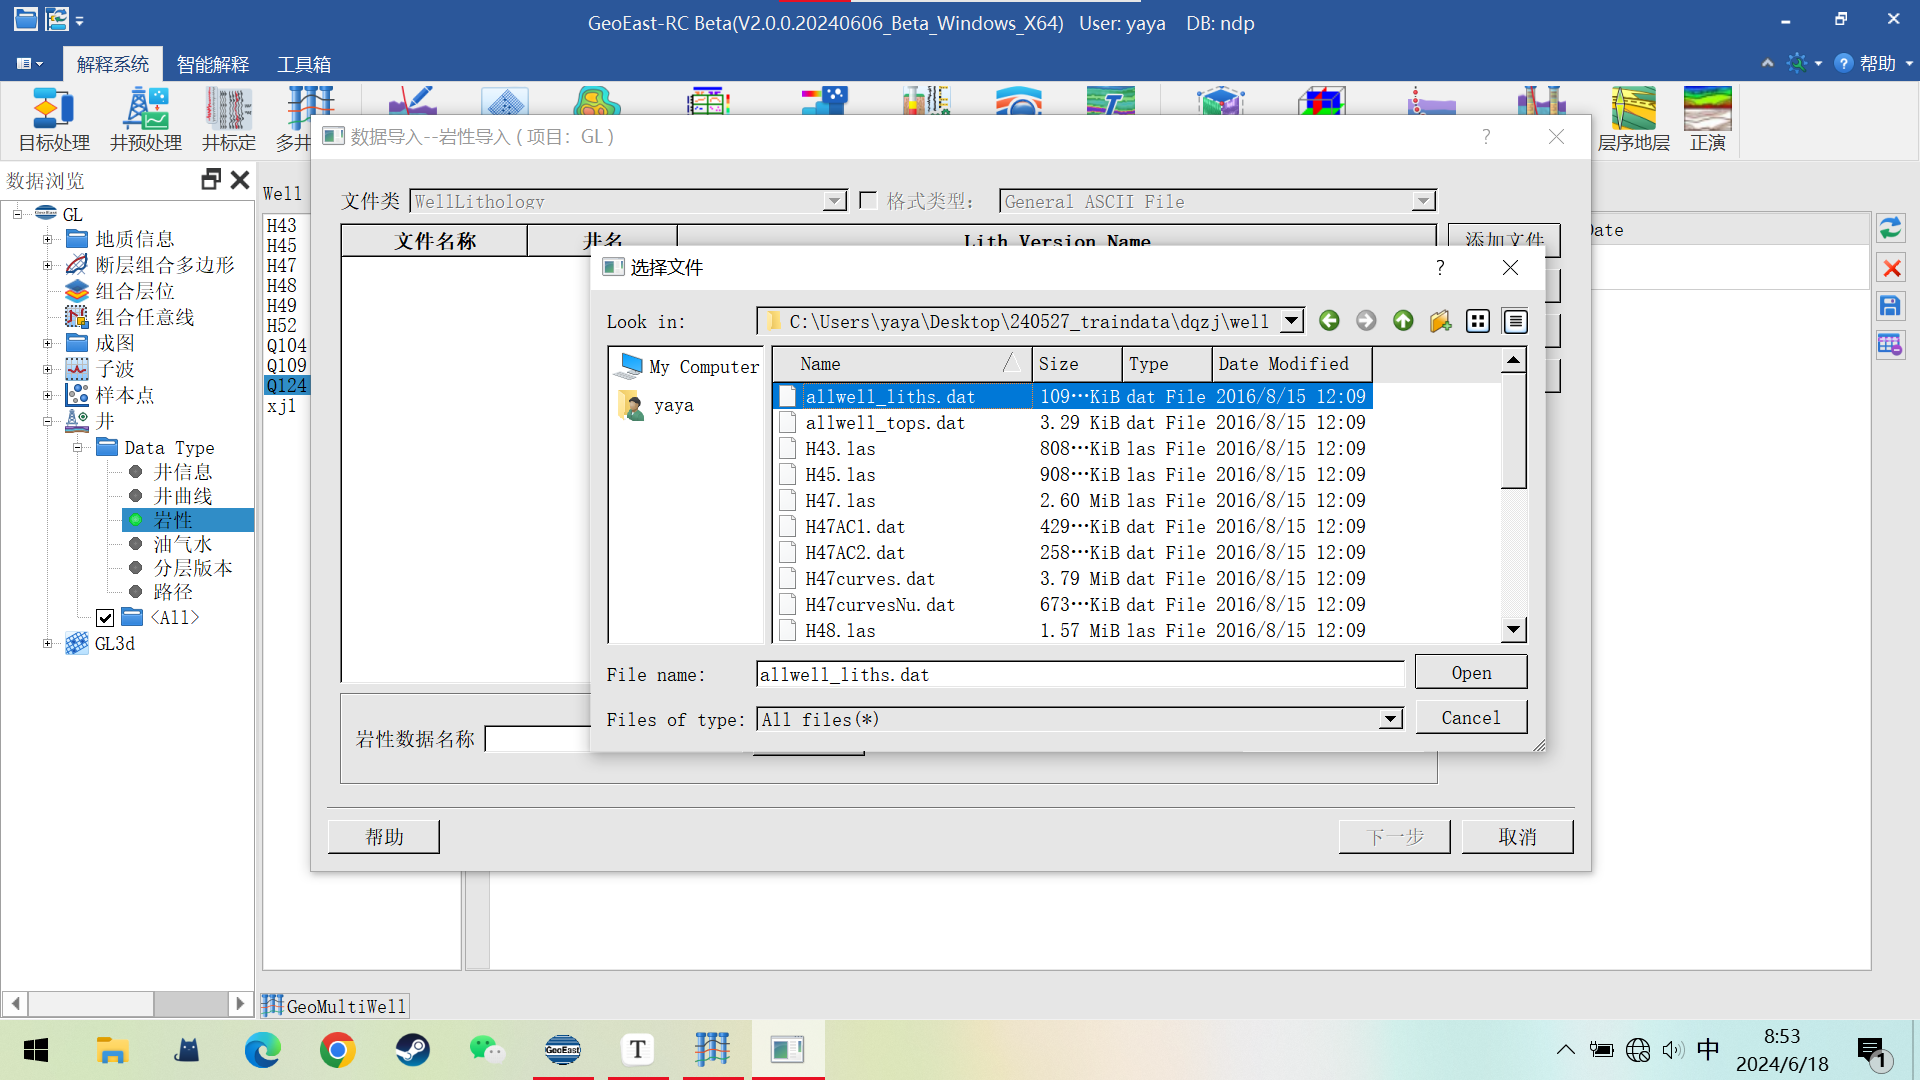 GeoEast-RC Beta(V2.0.0.20240606_Beta_Windows_X64)   User: yaya    DB: ndp
解释系统
智能解释
工具箱
帮助
目标处理
井预处理
井标定
层序地层
正演
数据浏览
GL
地质信息
断层组合多边形
组合层位
组合任意线
成图
子波
样本点
井
Data Type
井信息
井曲线
岩性
油气水
分层版本
路径
<All>
GL3d
Well
H43
H45
H47
H48
H49
H52
Q104
Q109
Q124
xj1
数据导入--岩性导入 ( 项目：GL )
?
文件类
WellLithology
格式类型：
General ASCII File
文件名称
井名
Lith Version Name
添加文件
选择文件
?
Look in:
C:\Users\yaya\Desktop\240527_traindata\dqzj\well
My Computer
yaya
Name Size Type Date Modified
allwell_liths.dat 109···KiB dat File 2016/8/15 12:09
allwell_tops.dat 3.29 KiB dat File 2016/8/15 12:09
H43.las 808···KiB las File 2016/8/15 12:09
H45.las 908···KiB las File 2016/8/15 12:09
H47.las 2.60 MiB las File 2016/8/15 12:09
H47AC1.dat 429···KiB dat File 2016/8/15 12:09
H47AC2.dat 258···KiB dat File 2016/8/15 12:09
H47curves.dat 3.79 MiB dat File 2016/8/15 12:09
H47curvesNu.dat 673···KiB dat File 2016/8/15 12:09
H48.las 1.57 MiB las File 2016/8/15 12:09
File name:
allwell_liths.dat
Open
Files of type:
All files(*)
Cancel
岩性数据名称
帮助
下一步
取消
GeoMultiWell
GeoEast
T
中
8:53
2024/6/18
1